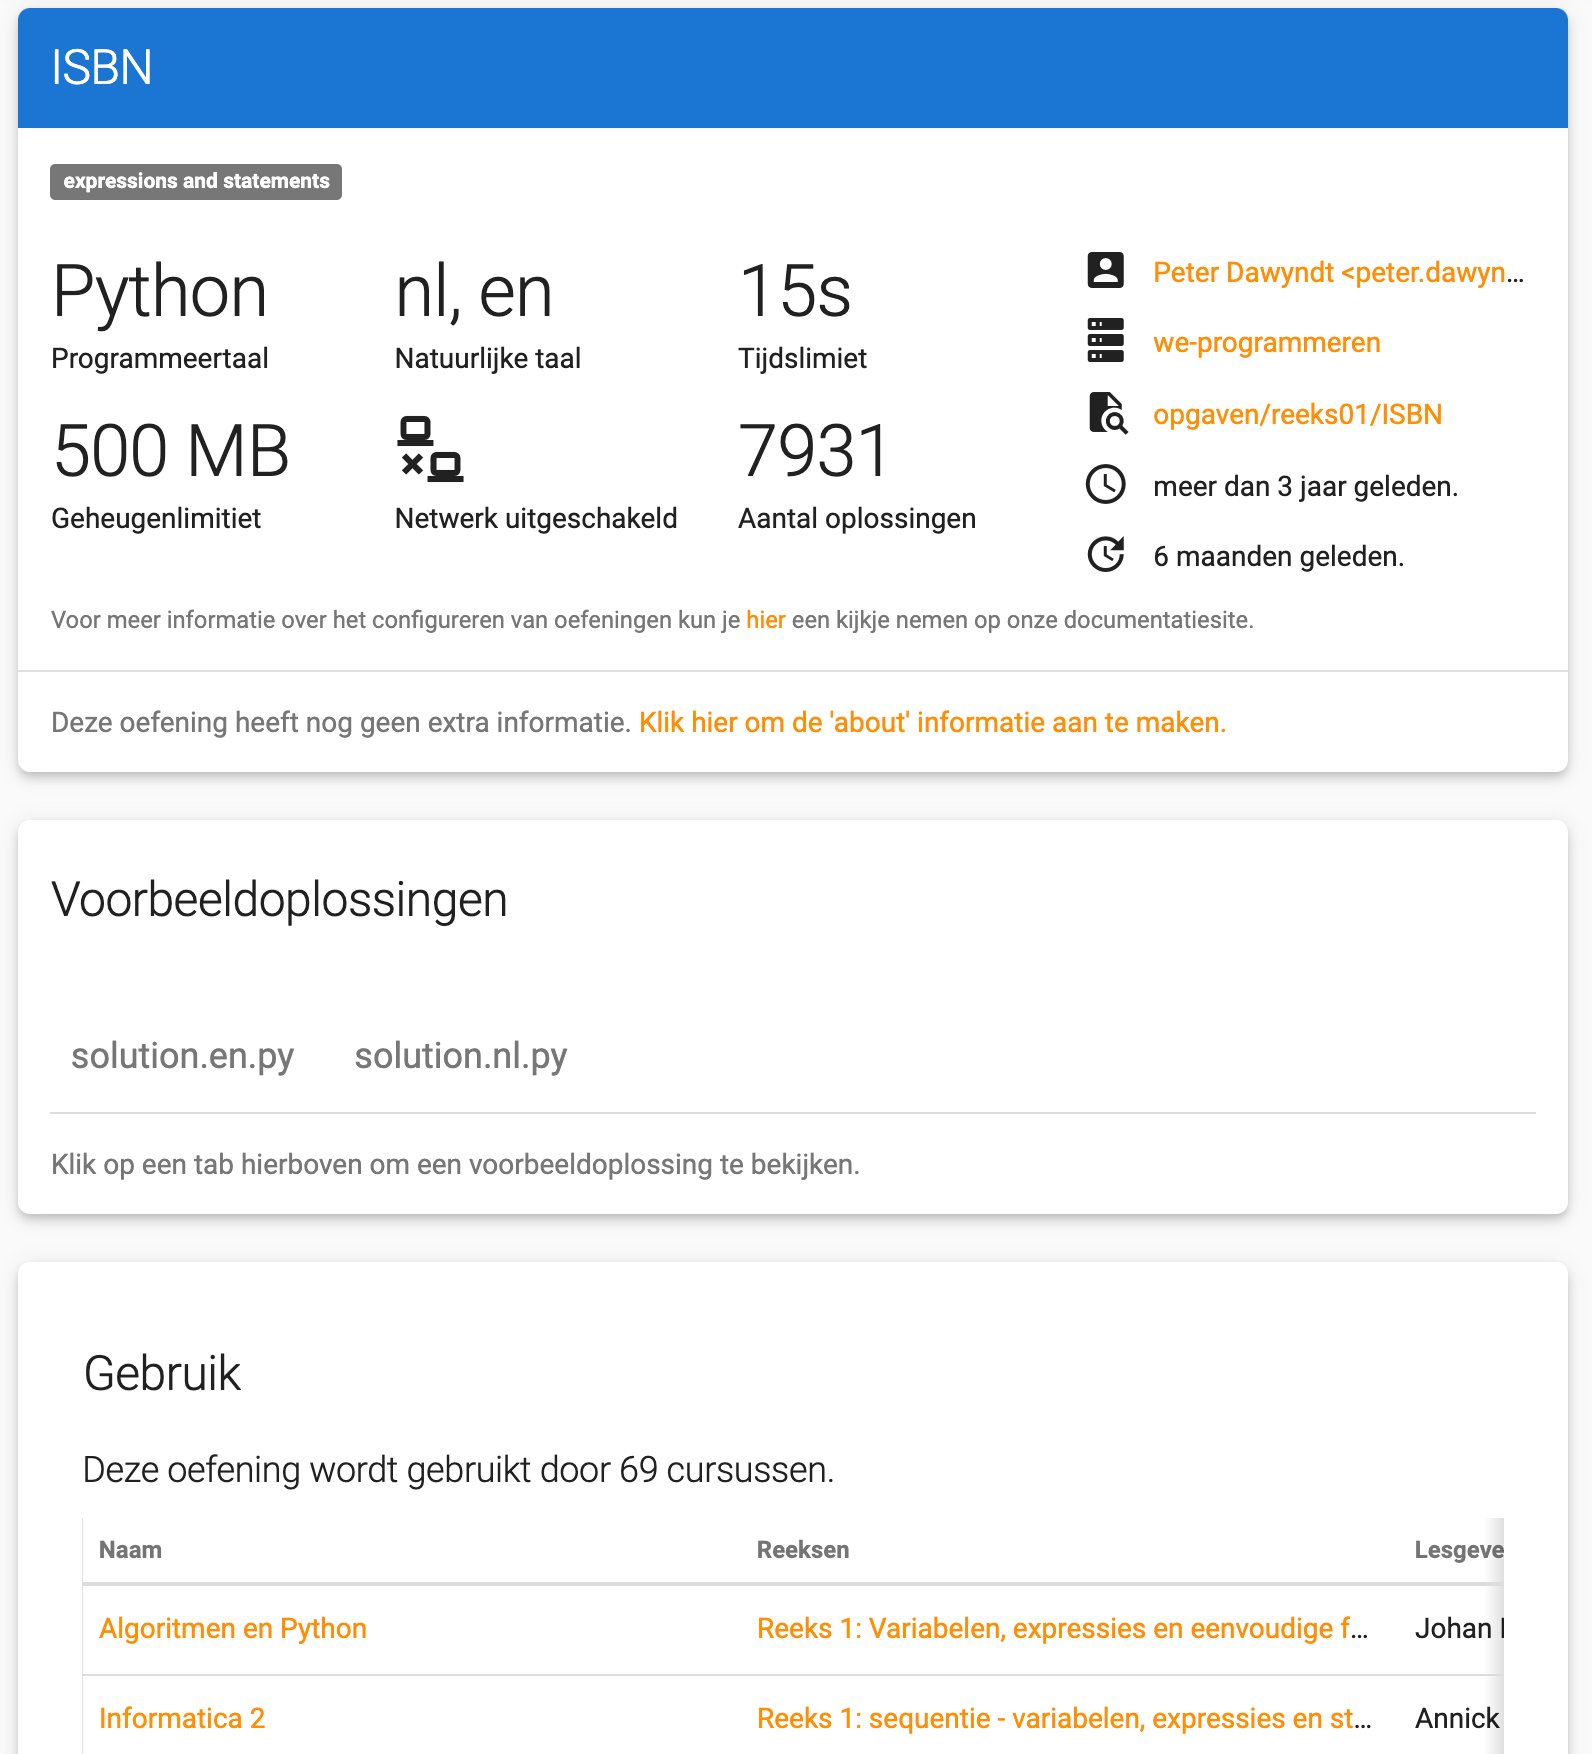 ISBN
expressions and statements
Python
Programmeertaal
nl, en
Natuurlijke taal
15s
Tijdslimiet
500 MB
Geheugenlimitiet
Netwerk uitgeschakeld
7931
Aantal oplossingen
Peter Dawyndt <peter.dawyn...
we-programmeren
opgaven/reeks01/ISBN
meer dan 3 jaar geleden.
6 maanden geleden.
Voor meer informatie over het configureren van oefeningen kun je hier een kijkje nemen op onze documentatiesite.
Deze oefening heeft nog geen extra informatie. Klik hier om de 'about' informatie aan te maken.
Voorbeeldoplossingen
solution.en.py solution.nl.py
Klik op een tab hierboven om een voorbeeldoplossing te bekijken.
Gebruik
Deze oefening wordt gebruikt door 69 cursussen.
Naam Reeksen Lesgeve
Algoritmen en Python Reeks 1: Variabelen, expressies en eenvoudige f... Johan
Informatica 2 Reeks 1: sequentie - variabelen, expressies en st... Annick